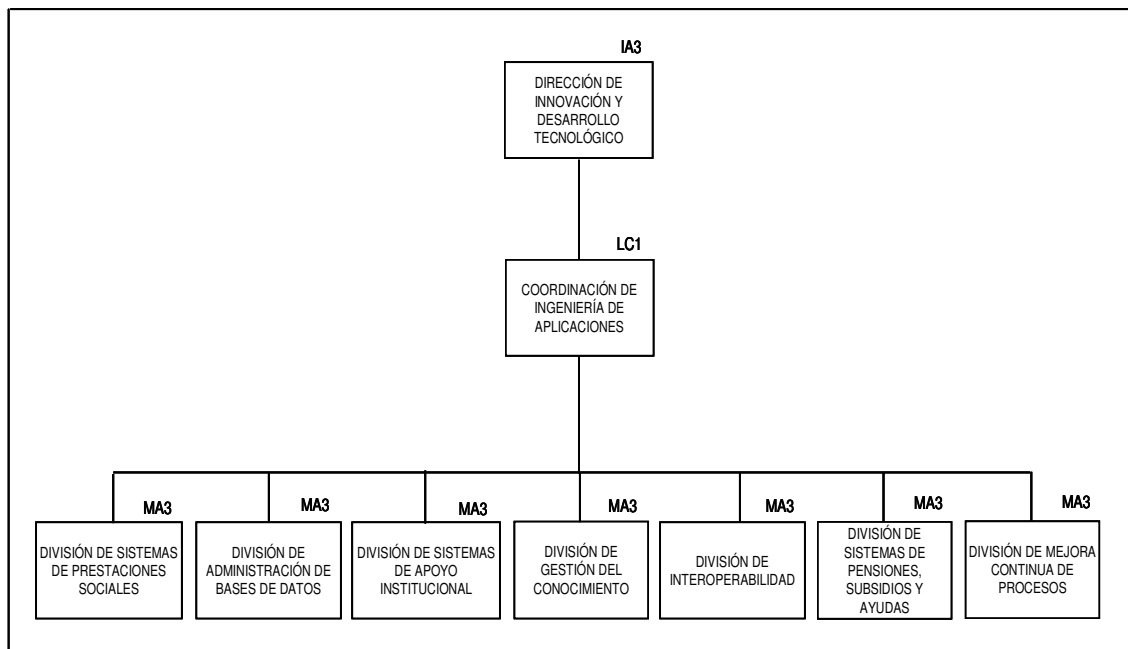 IA3
DIRECCIÓN DE
INNOVACIÓN Y
DESARROLLO
TECNOLÓGICO
LC1
COORDINACIÓN DE
INGENIERÍA DE
APLICACIONES
MA3
DIVISIÓN DE SISTEMAS
DE PRESTACIONES
SOCIALES
MA3
DIVISIÓN DE
ADMINISTRACIÓN DE
BASES DE DATOS
MA3
DIVISIÓN DE SISTEMAS
DE APOYO
INSTITUCIONAL
MA3
DIVISIÓN DE
GESTIÓN DEL
CONOCIMIENTO
MA3
DIVISIÓN DE
INTEROPERABILIDAD
MA3
DIVISIÓN DE
SISTEMAS DE
PENSIONES,
SUBSIDIOS Y
AYUDAS
MA3
DIVISIÓN DE MEJORA
CONTINUA DE
PROCESOS